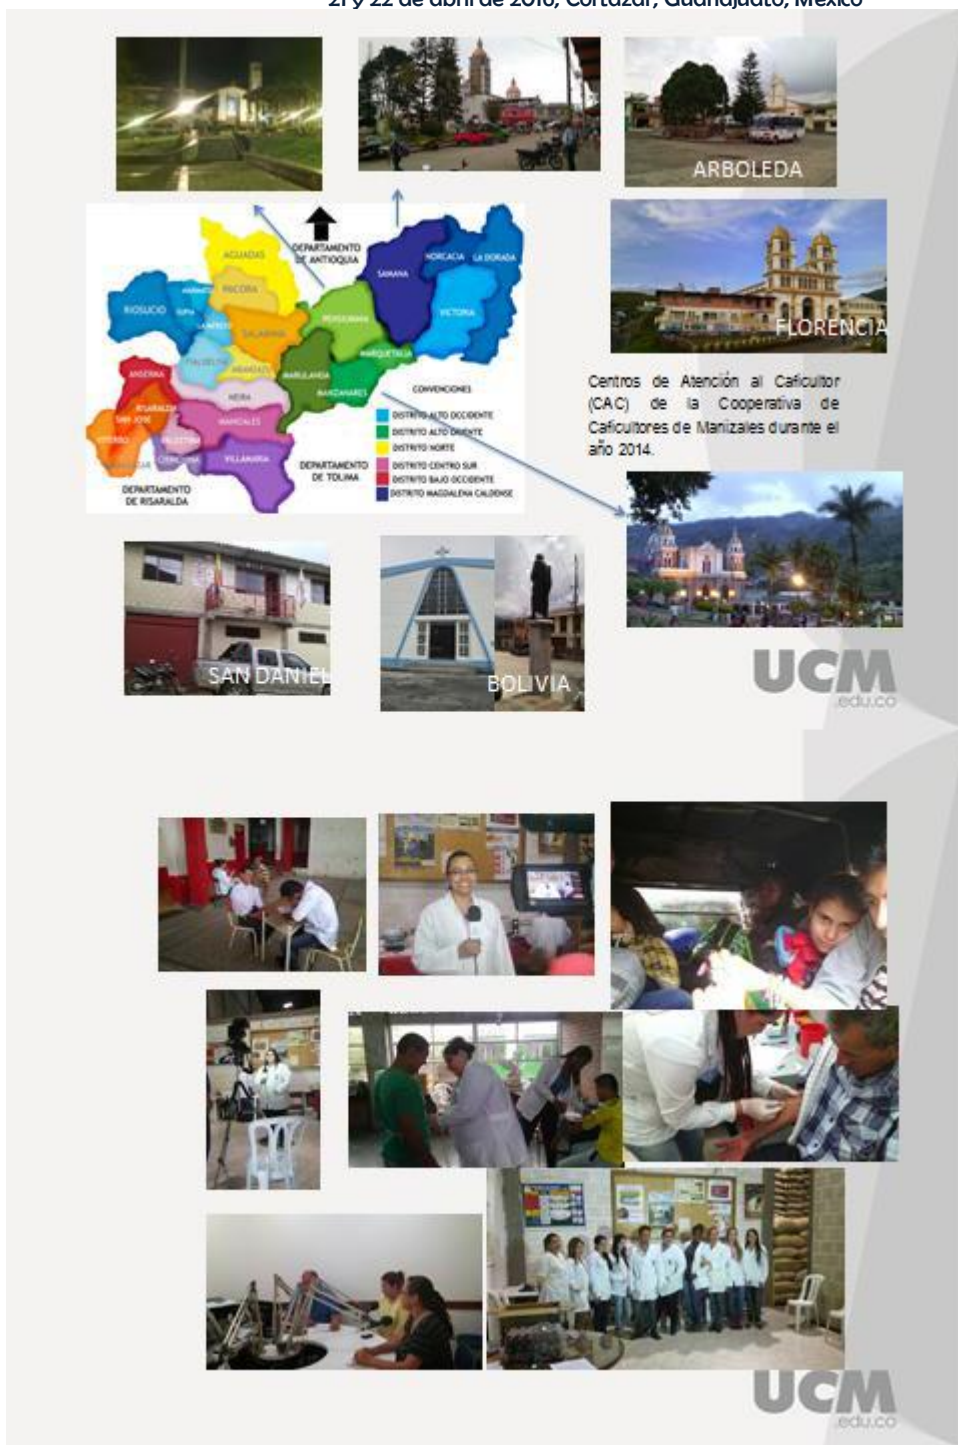 21 y 22 de abril de 2016, Cortazar, Guanajuato, México
ARBOLEDA
DEPARTAMENTO
DE ANTIOQUIA
AGUADAS
NORCACIA
LA DORADA
SAMANA
PACORA
RIOSUCIO
VICTORIA
SALAMINA
PENSILVANIA
MARQUETALIA
ARANZAZU
ANSERMA
MARULANDA
MANZANARES
NEIRA
RISARALDA
SAN JOSE
MANIZALES
VITERBO
PALESTINA
CHINCHINA
VILLAMARIA
DEPARTAMENTO
DE TOLIMA
DEPARTAMENTO
DE RISARALDA
CONVENCIONES
DISTRITO ALTO OCCIDENTE
DISTRITO ALTO ORIENTE
DISTRITO NORTE
DISTRITO CENTRO SUR
DISTRITO BAJO OCCIDENTE
DISTRITO MAGDALENA CALDENSE
FLORENCIA
Centros de Atención al Caficultor
(CAC) de la Cooperativa de
Caficultores de Manizales durante el
año 2014.
SAN DANIEL
BOLIVIA
UCM
.edu.co
UCM
.edu.co